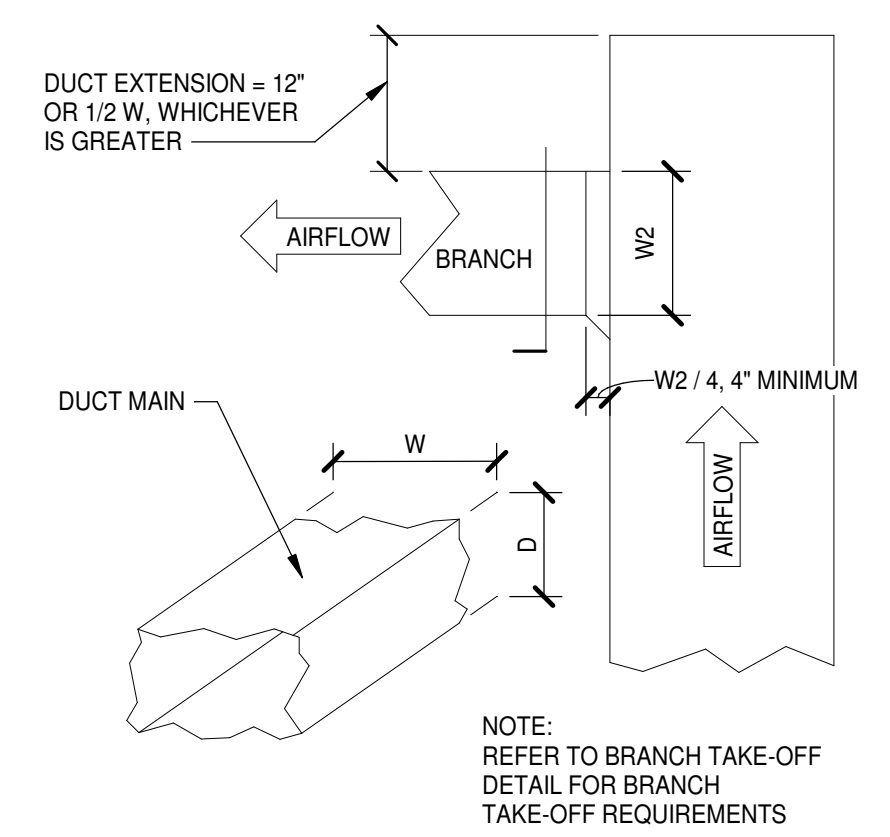 DUCT EXTENSION = 12"
OR 1/2 W, WHICHEVER
IS GREATER
AIRFLOW
BRANCH
W2
W2 / 4, 4" MINIMUM
DUCT MAIN
W
D
AIRFLOW
NOTE:
REFER TO BRANCH TAKE-OFF
DETAIL FOR BRANCH
TAKE-OFF REQUIREMENTS